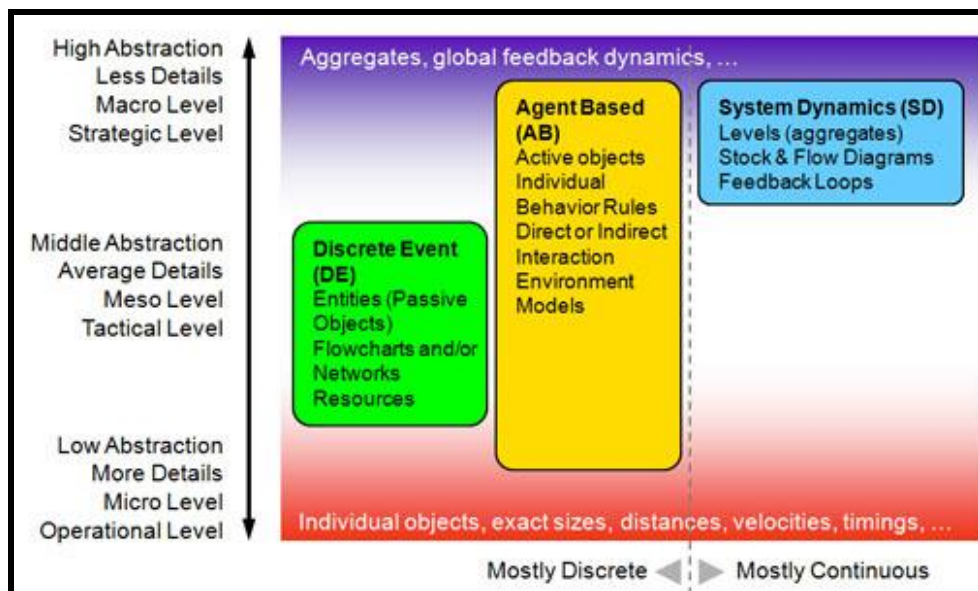 High Abstraction
Less Details
Macro Level
Strategic Level
Middle Abstraction
Average Details
Meso Level
Tactical Level
Low Abstraction
More Details
Micro Level
Operational Level
Aggregates, global feedback dynamics, ...
Discrete Event
(DE)
Entities (Passive
Objects)
Flowcharts and/or
Networks
Resources
Agent Based
(AB)
Active objects
Individual
Behavior Rules
Direct or Indirect
Interaction
Environment
Models
System Dynamics (SD)
Levels (aggregates)
Stock & Flow Diagrams
Feedback Loops
Individual objects, exact sizes, distances, velocities, timings, ...
Mostly Discrete
Mostly Continuous